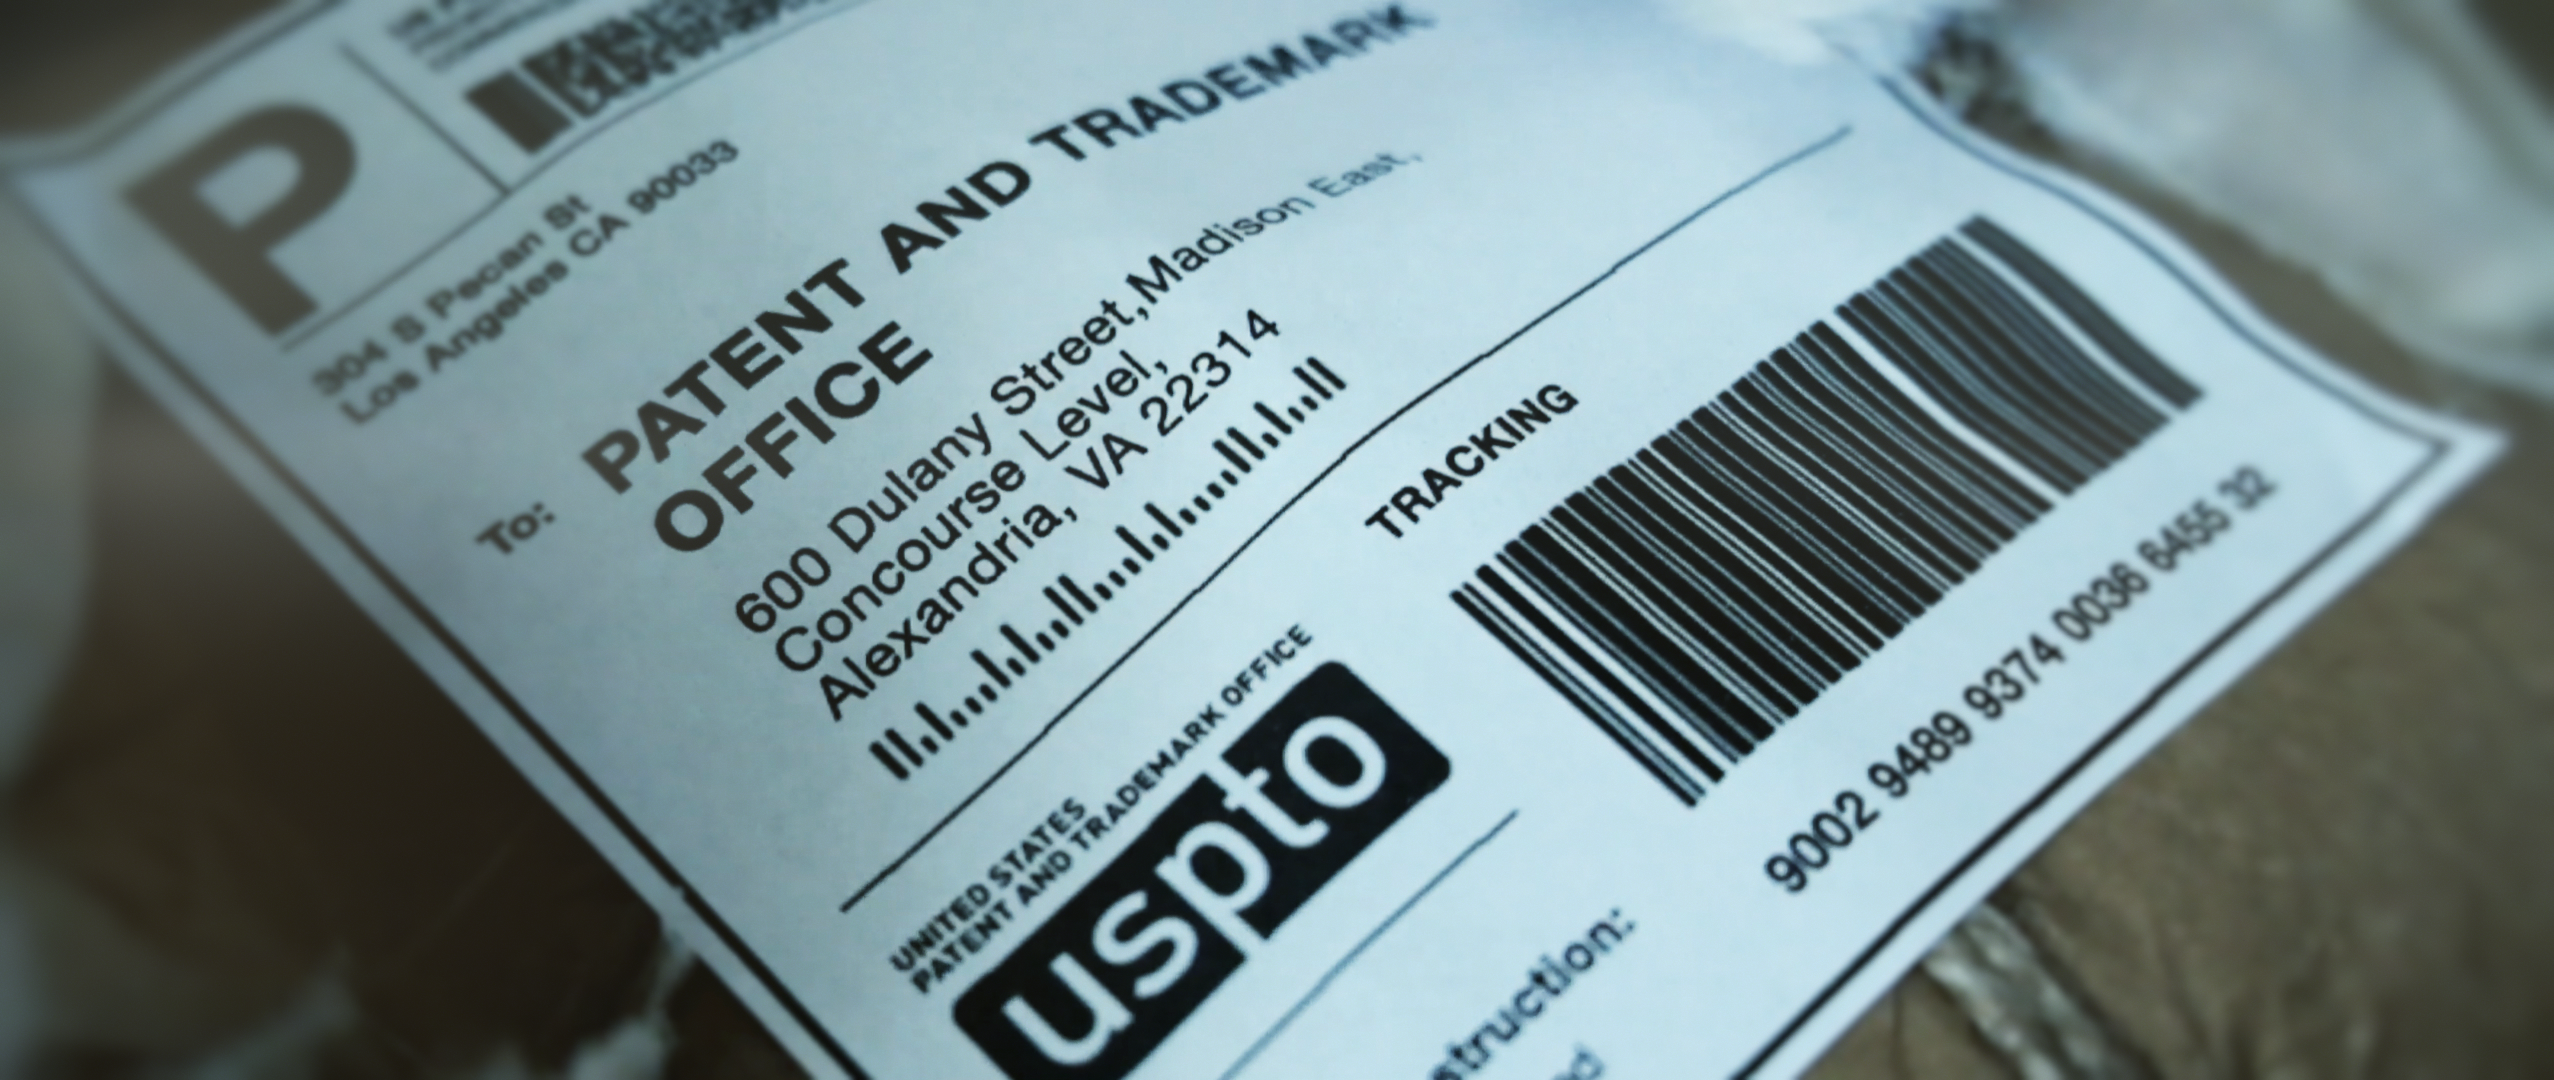 P
304 S Pecan St
Los Angeles CA 90033
To:
PATENT AND TRADEMARK
OFFICE
600 Dulany Street,Madison East,
Concourse Level,
Alexandria, VA 22314
TRACKING
9002 9489 9374 0036 6455 32
UNITED STATES
PATENT AND TRADEMARK OFFICE
uspto